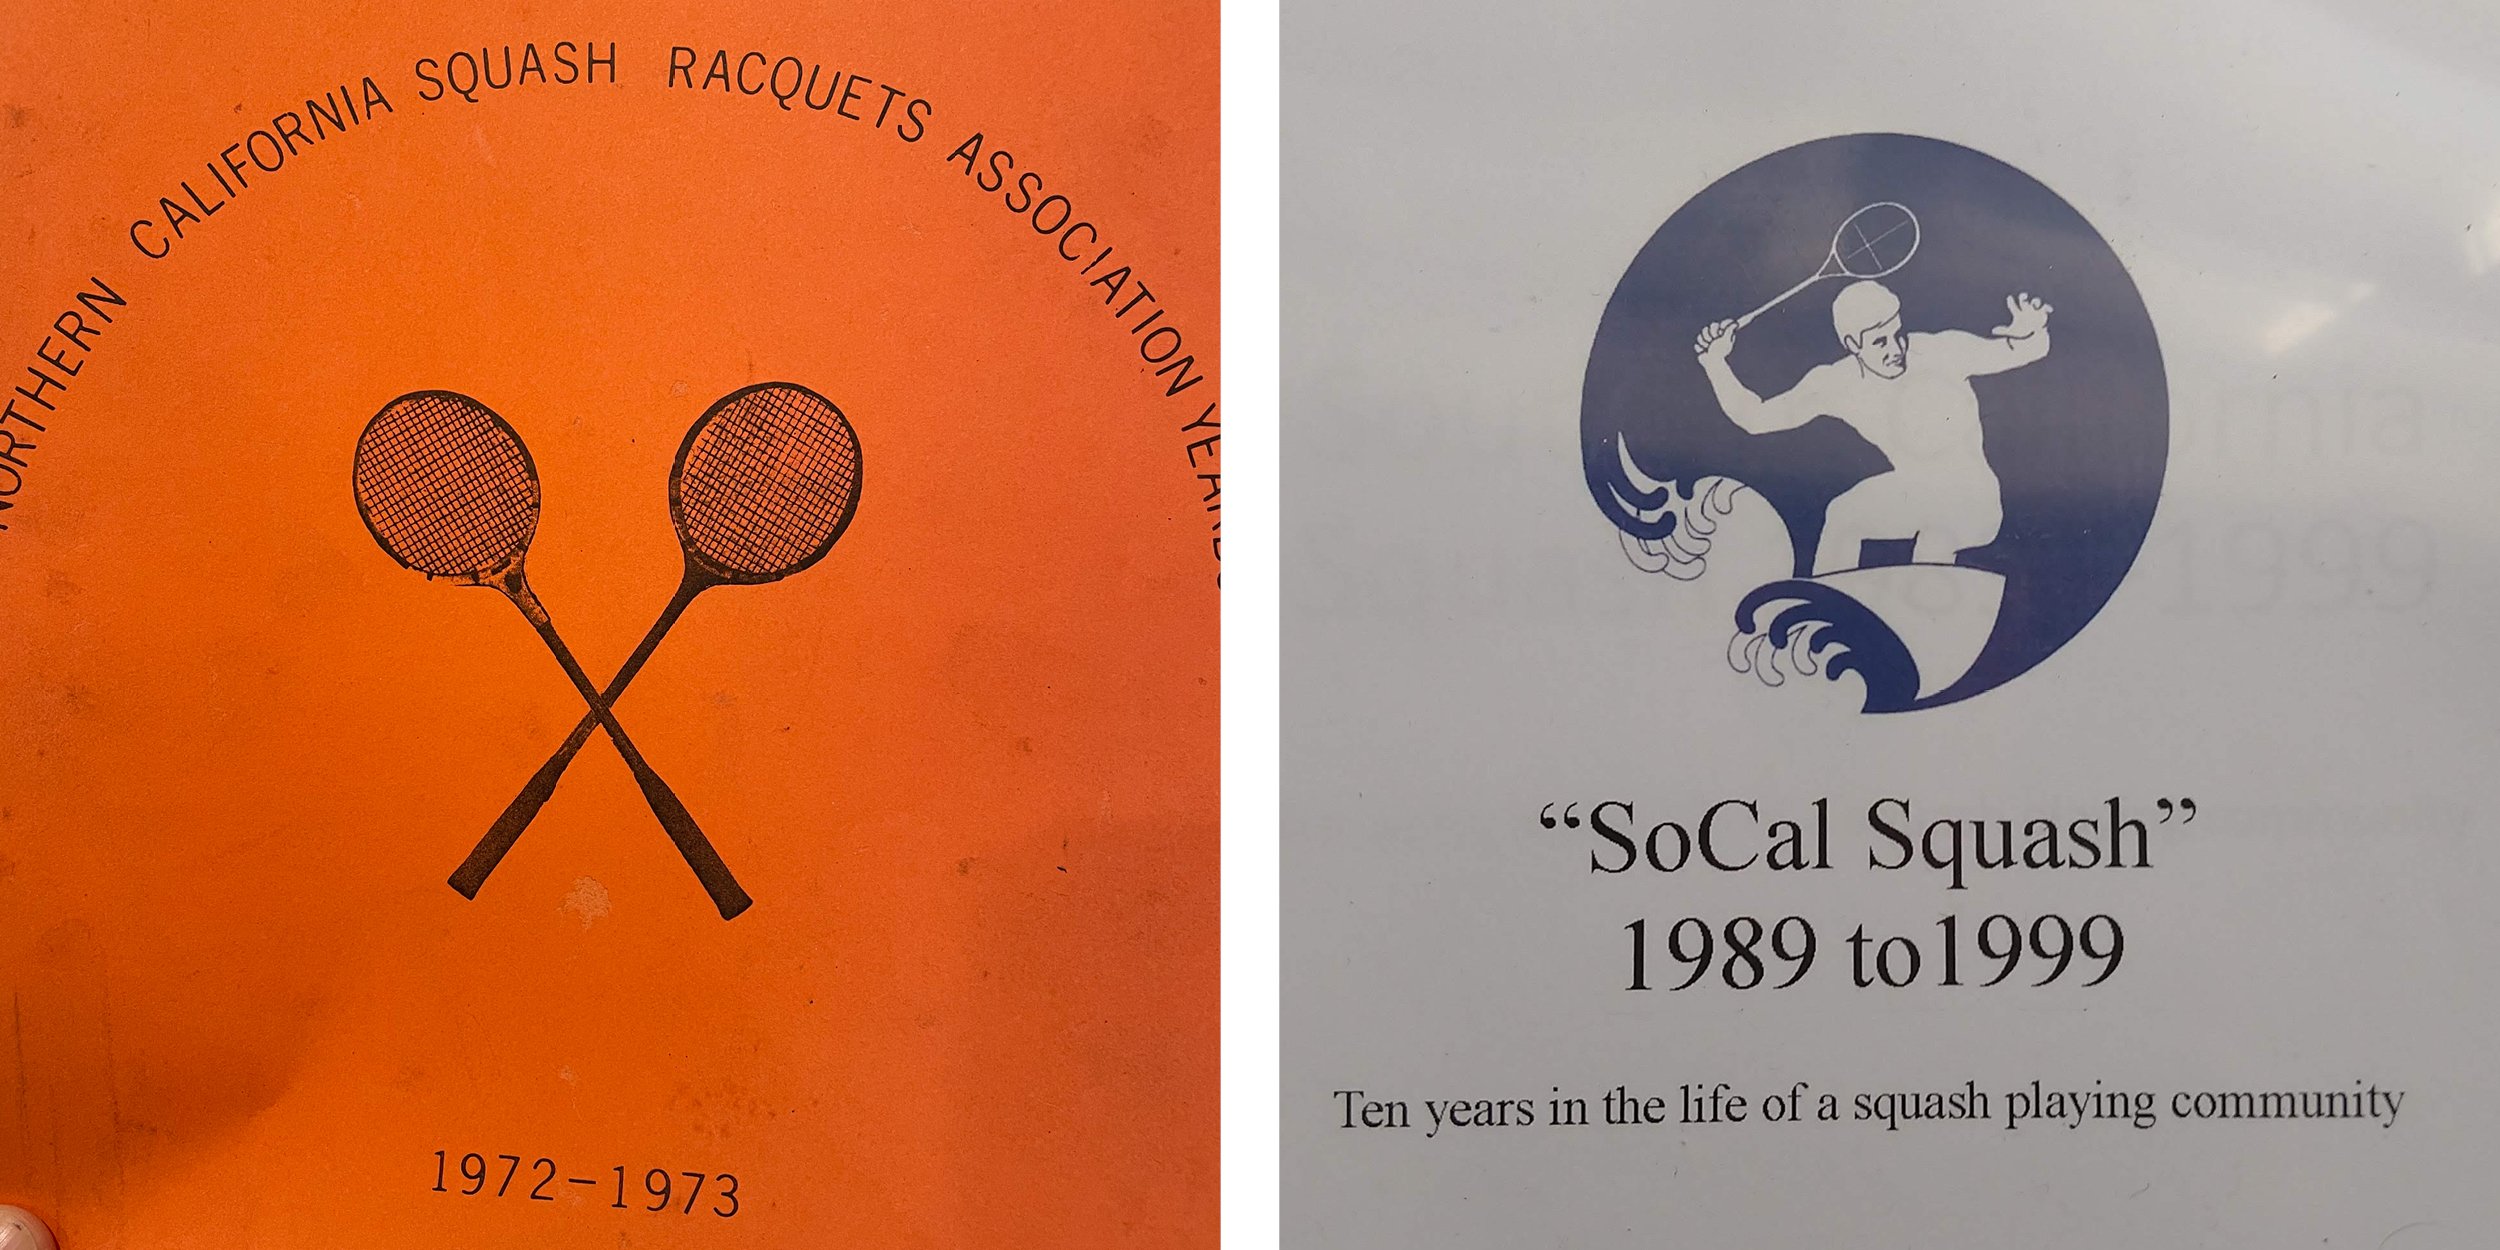 NORTHERN CALIFORNIA SQUASH RACQUETS ASSOCIATION
1972-1973
“SoCal Squash”
1989 to1999
Ten years in the life of a squash playing community